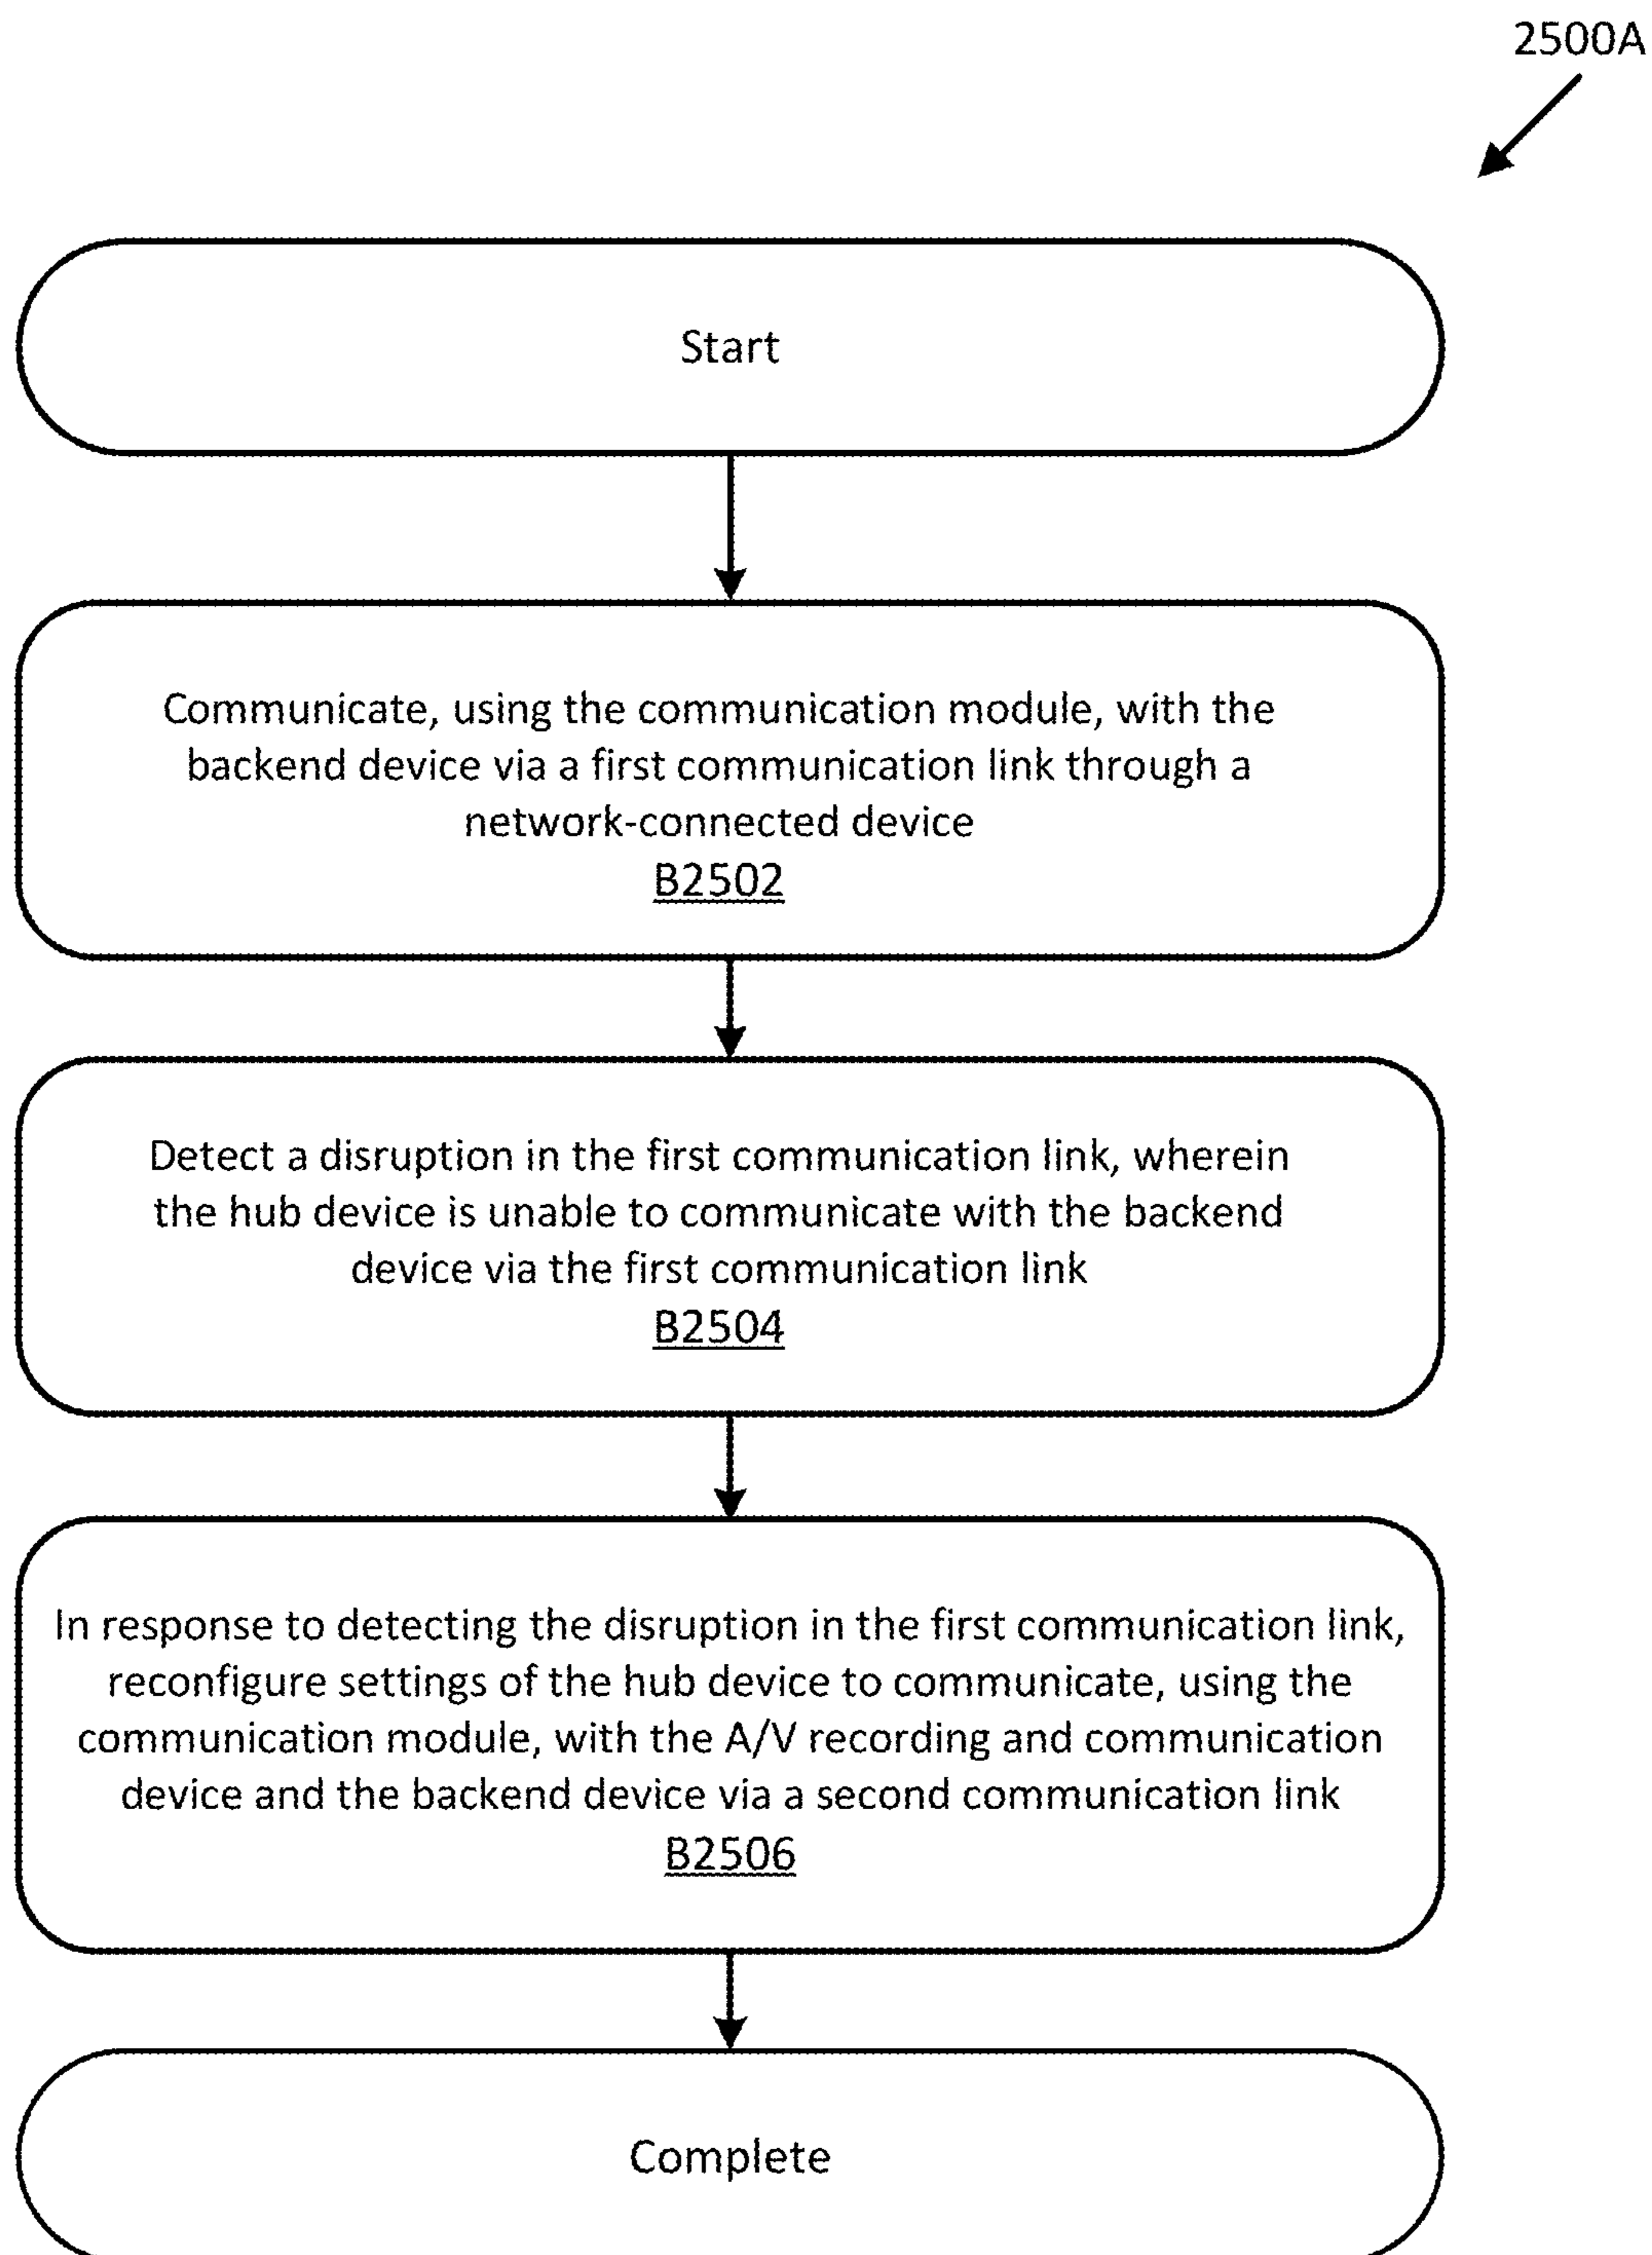 2500A
Start
Communicate, using the communication module, with the
backend device via a first communication link through a
network-connected device
B2502
Detect a disruption in the first communication link, wherein
the hub device is unable to communicate with the backend
device via the first communication link
B2504
In response to detecting the disruption in the first communication link,
reconfigure settings of the hub device to communicate, using the
communication module, with the A/V recording and communication
device and the backend device via a second communication link
B2506
Complete